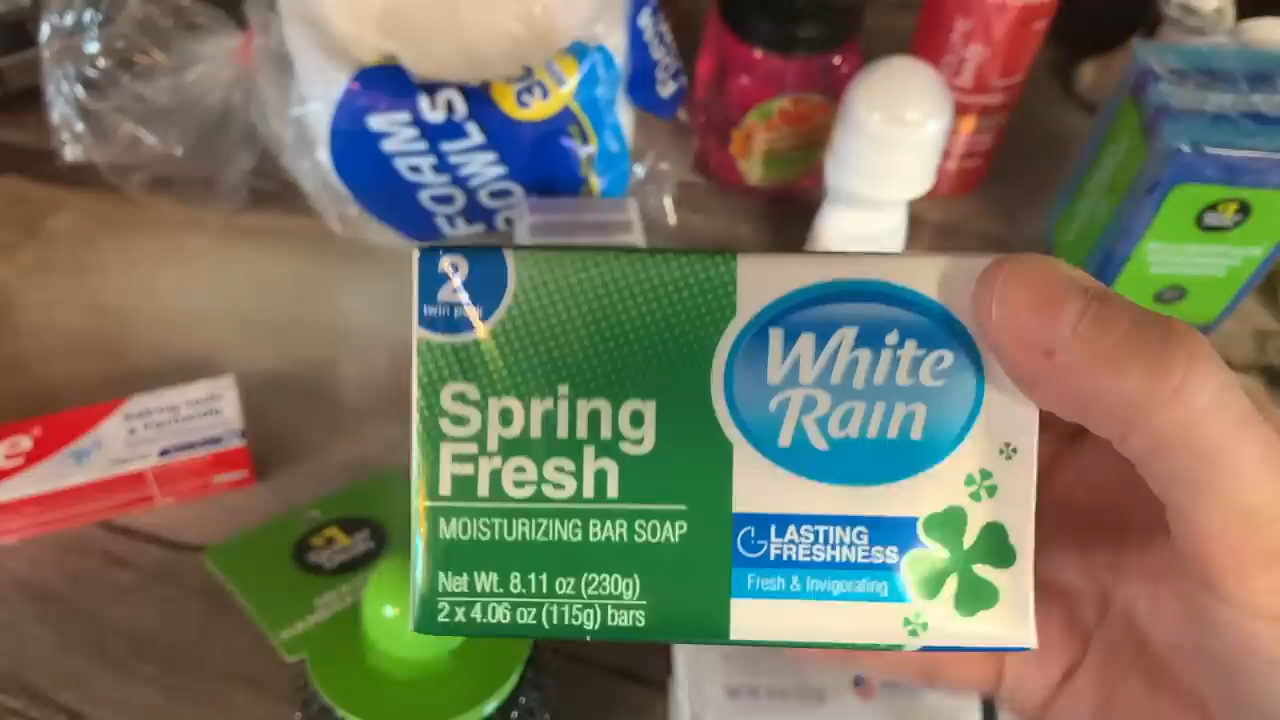 FOAM
BOWLS
2
twin pack
Spring
Fresh
MOISTURIZING BAR SOAP
Net Wt. 8.11 oz (230g)
2 x 4.06 oz (115g) bars
White
Rain
LASTING
FRESHNESS
Fresh & Invigorating